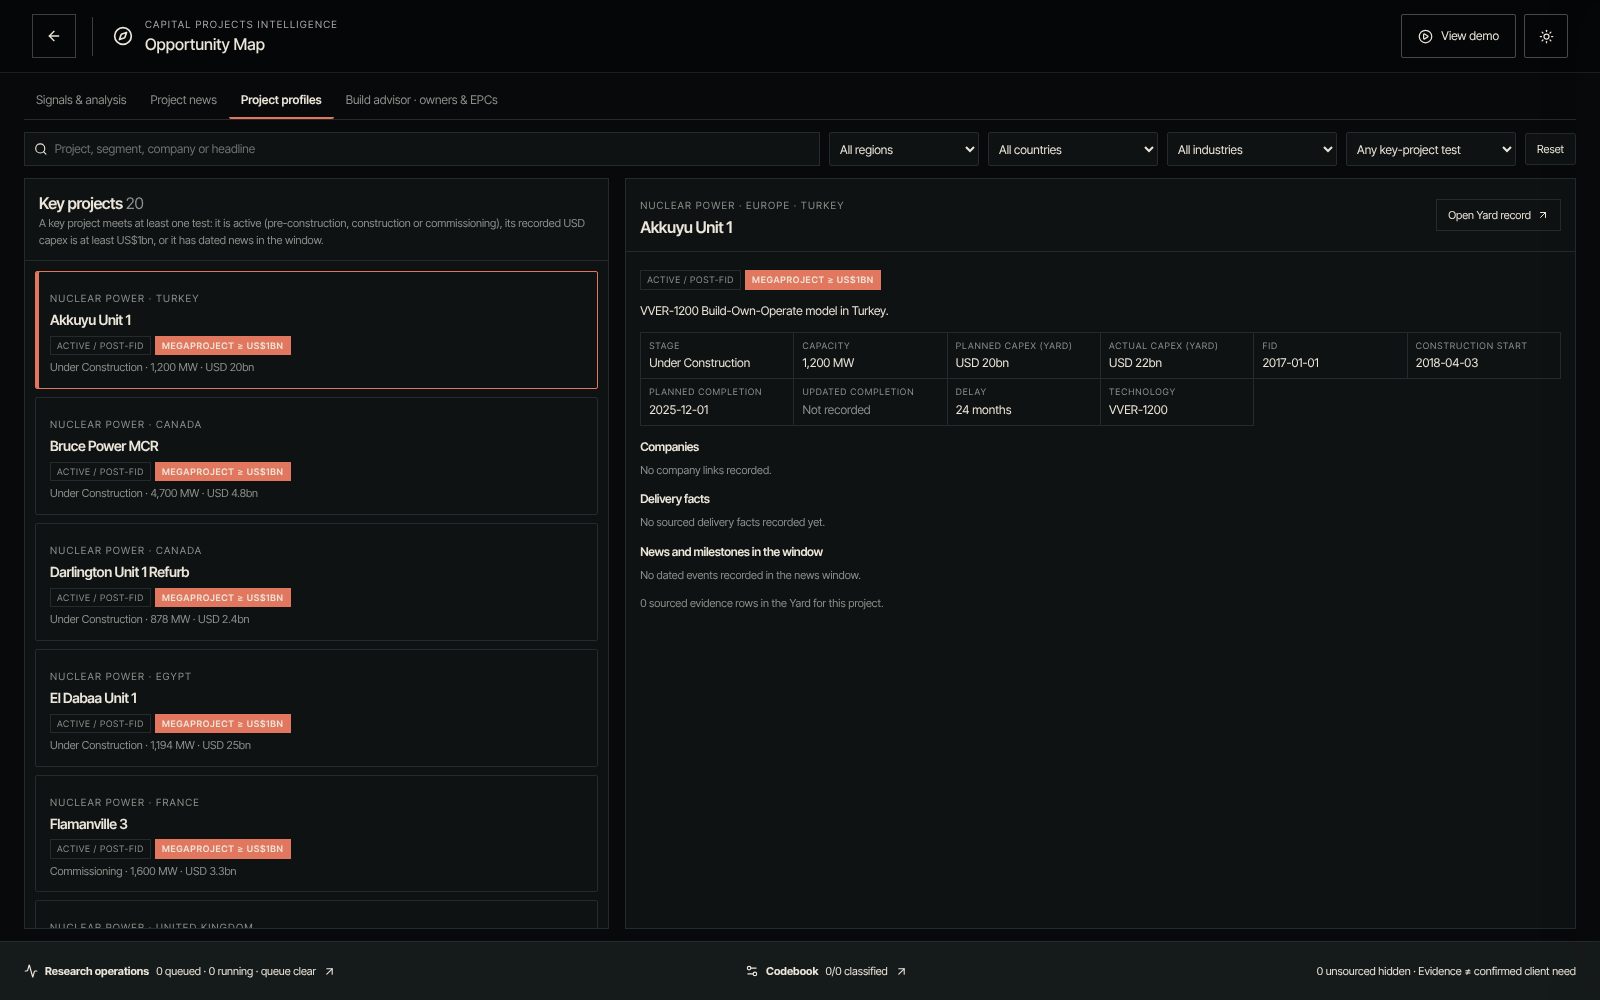 CAPITAL PROJECTS INTELLIGENCE
Opportunity Map
View demo
Signals & analysis
Project news
Project profiles
Build advisor · owners & EPCs
Project, segment, company or headline
All regions
All countries
All industries
Any key-project test
Reset
Key projects 20
A key project meets at least one test: it is active (pre-construction, construction or commissioning), its recorded USD
capex is at least US$1bn, or it has dated news in the window.
NUCLEAR POWER · TURKEY
Akkuyu Unit 1
ACTIVE / POST-FID
MEGAPROJECT ≥ US$1BN
Under Construction · 1,200 MW · USD 20bn
NUCLEAR POWER · CANADA
Bruce Power MCR
ACTIVE / POST-FID
MEGAPROJECT ≥ US$1BN
Under Construction · 4,700 MW · USD 4.8bn
NUCLEAR POWER · CANADA
Darlington Unit 1 Refurb
ACTIVE / POST-FID
MEGAPROJECT ≥ US$1BN
Under Construction · 878 MW · USD 2.4bn
NUCLEAR POWER · EGYPT
El Dabaa Unit 1
ACTIVE / POST-FID
MEGAPROJECT ≥ US$1BN
Under Construction · 1,194 MW · USD 25bn
NUCLEAR POWER · FRANCE
Flamanville 3
ACTIVE / POST-FID
MEGAPROJECT ≥ US$1BN
Commissioning · 1,600 MW · USD 3.3bn
NUCLEAR POWER · UNITED KINGDOM
NUCLEAR POWER · EUROPE · TURKEY
Akkuyu Unit 1
Open Yard record
ACTIVE / POST-FID
MEGAPROJECT ≥ US$1BN
VVER-1200 Build-Own-Operate model in Turkey.
STAGE
Under Construction
CAPACITY
1,200 MW
PLANNED CAPEX (YARD)
USD 20bn
ACTUAL CAPEX (YARD)
USD 22bn
FID
2017-01-01
CONSTRUCTION START
2018-04-03
PLANNED COMPLETION
2025-12-01
UPDATED COMPLETION
Not recorded
DELAY
24 months
TECHNOLOGY
VVER-1200
Companies
No company links recorded.
Delivery facts
No sourced delivery facts recorded yet.
News and milestones in the window
No dated events recorded in the news window.
0 sourced evidence rows in the Yard for this project.
Research operations 0 queued · 0 running · queue clear
Codebook 0/0 classified
0 unsourced hidden · Evidence ≠ confirmed client need